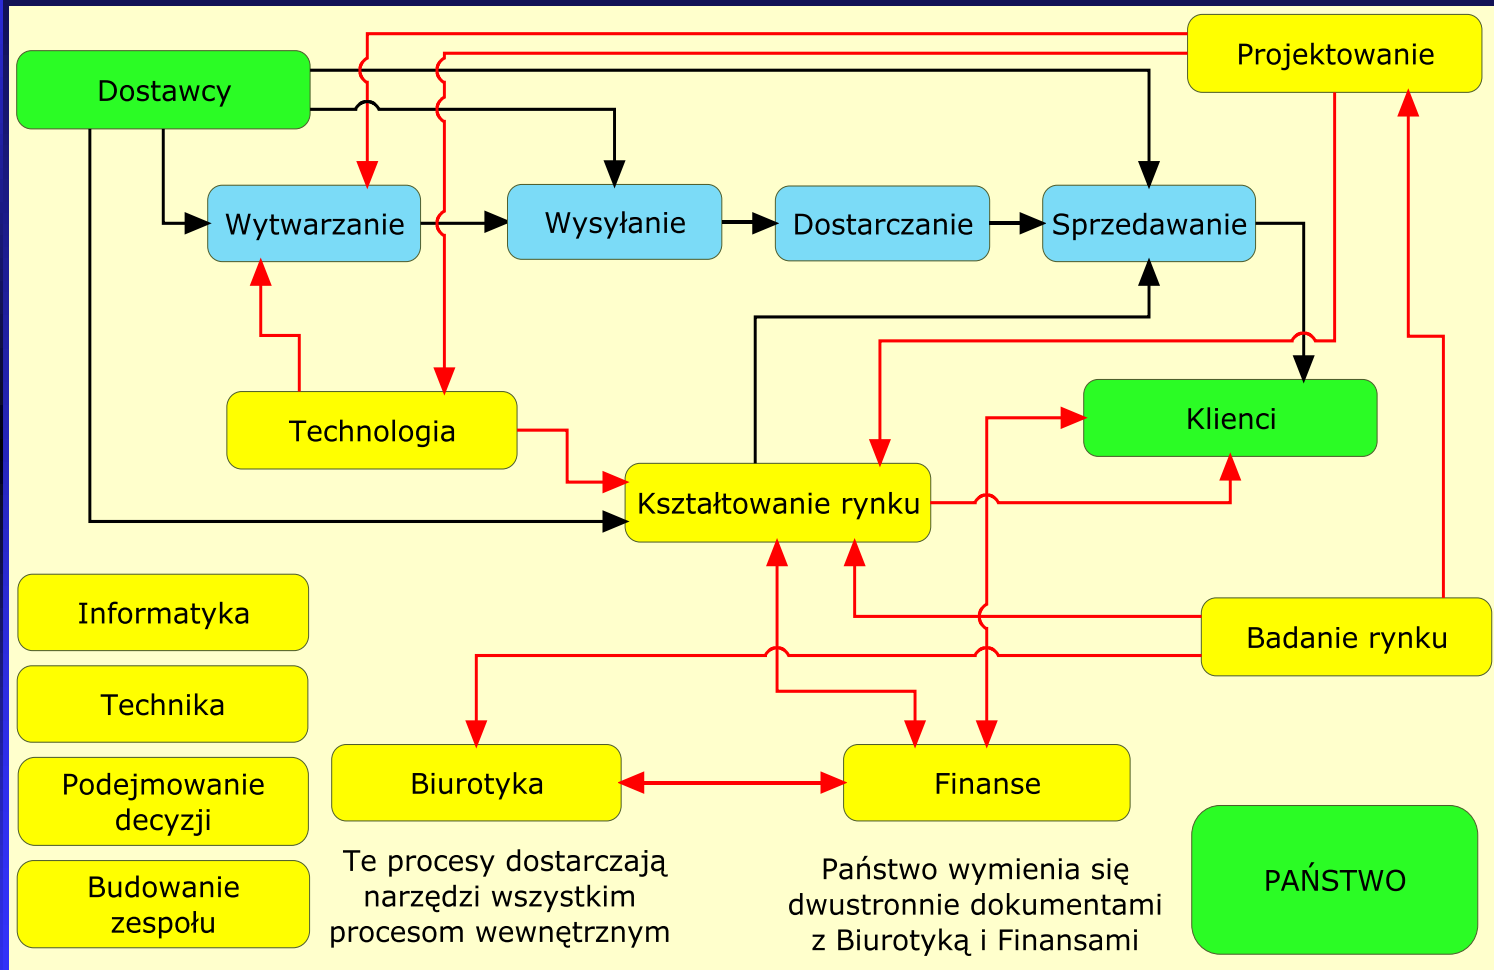 Projektowanie
Dostawcy
Wytwarzanie
Wysyłanie
Dostarczanie
Sprzedawanie
Technologia
Klienci
Kształtowanie rynku
Informatyka
Badanie rynku
Technika
Podejmowanie
decyzji
Biurotyka
Finanse
Budowanie
zespołu
Te procesy dostarczają
narzędzi wszystkim
procesom wewnętrznym
Państwo wymienia się
dwustronnie dokumentami
z Biurotyką i Finansami
PAŃSTWO